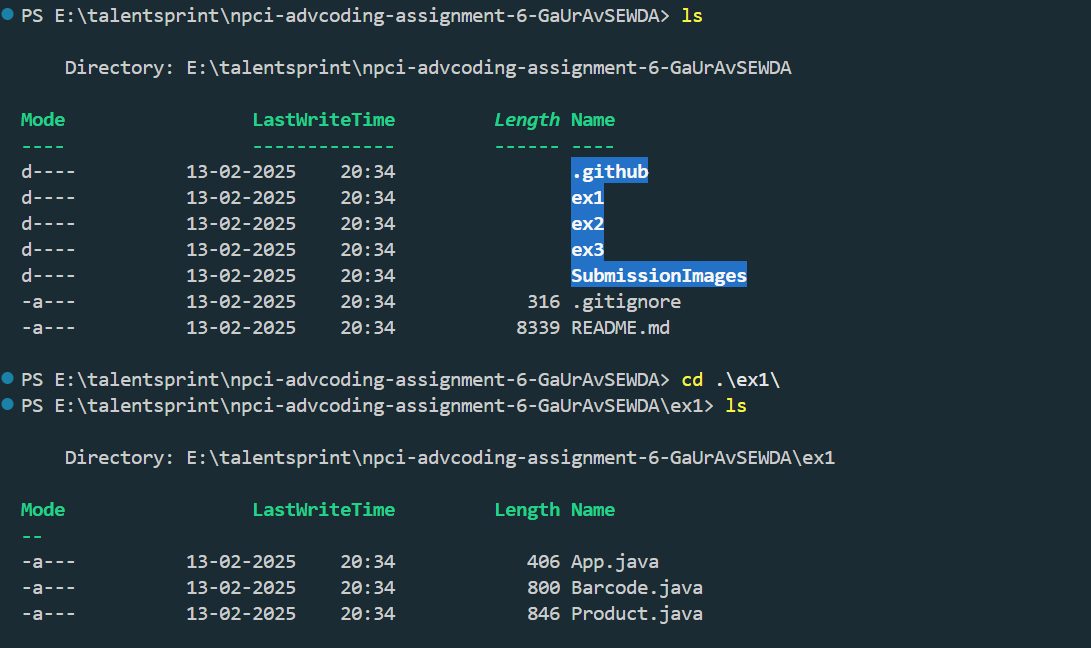 PS E:\talentsprint\npci-advcoding-assignment-6-GaUrAvSEWDA> ls
Directory: E:\talentsprint\npci-advcoding-assignment-6-GaUrAvSEWDA
Mode LastWriteTime Length Name
---- ------------- ------ ----
d---- 13-02-2025 20:34 .github
d---- 13-02-2025 20:34 ex1
d---- 13-02-2025 20:34 ex2
d---- 13-02-2025 20:34 ex3
d---- 13-02-2025 20:34 SubmissionImages
-a--- 13-02-2025 20:34 316 .gitignore
-a--- 13-02-2025 20:34 8339 README.md
PS E:\talentsprint\npci-advcoding-assignment-6-GaUrAvSEWDA> cd .\ex1\
PS E:\talentsprint\npci-advcoding-assignment-6-GaUrAvSEWDA\ex1> ls
Directory: E:\talentsprint\npci-advcoding-assignment-6-GaUrAvSEWDA\ex1
Mode LastWriteTime Length Name
--
-a--- 13-02-2025 20:34 406 App.java
-a--- 13-02-2025 20:34 800 Barcode.java
-a--- 13-02-2025 20:34 846 Product.java